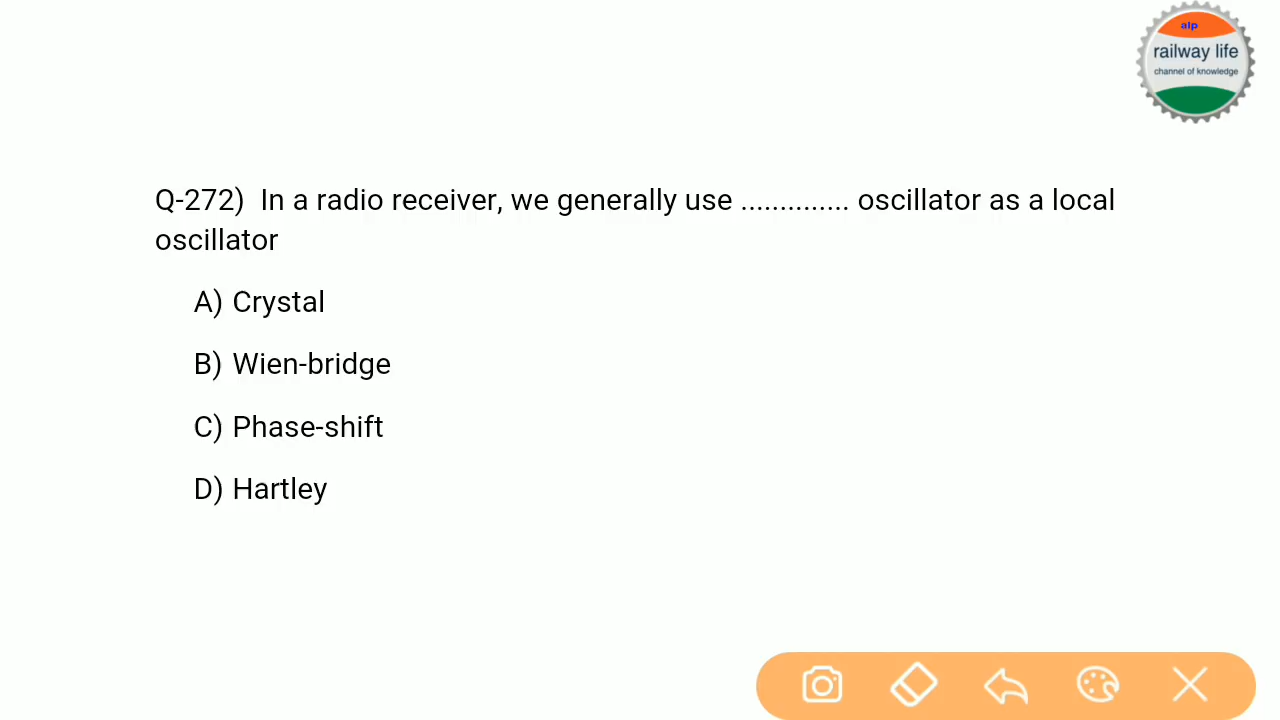 alp
railway life
channel of knowledge
Q-272) In a radio receiver, we generally use .............. oscillator as a local
oscillator
A) Crystal
B) Wien-bridge
C) Phase-shift
D) Hartley